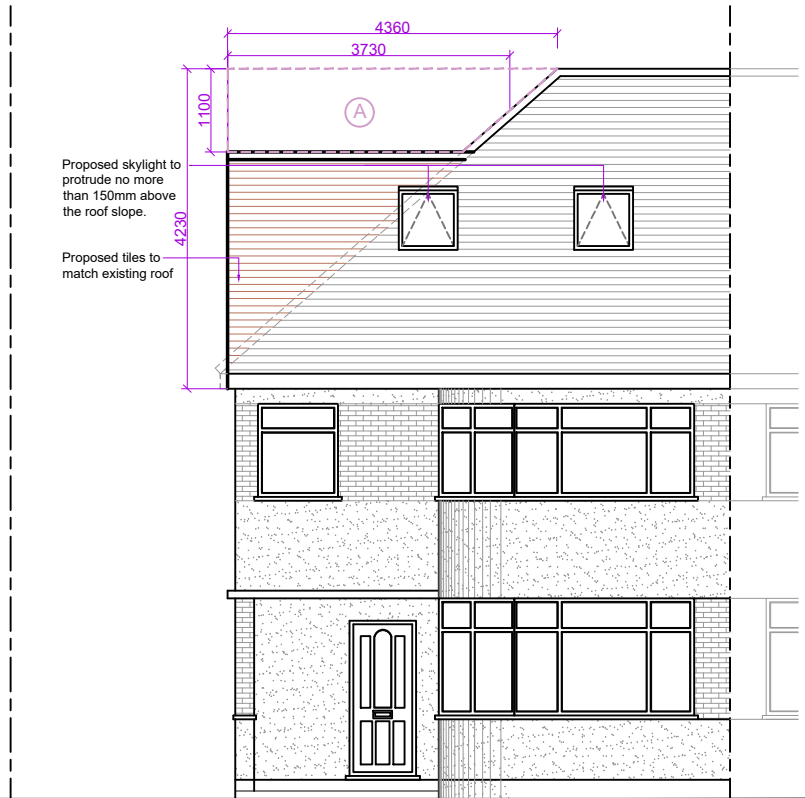 4360
3730
1100
A
4230
Proposed skylight to
protrude no more
than 150mm above
the roof slope.
Proposed tiles to
match existing roof